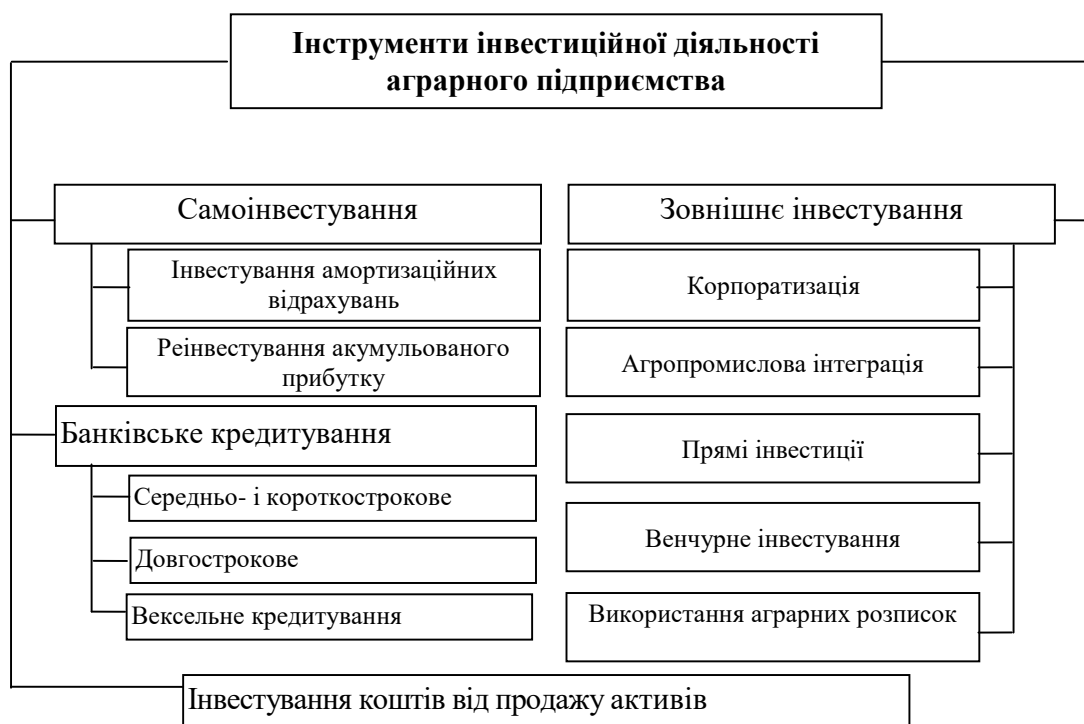 Інструменти інвестиційної діяльності
аграрного підприємства
Самоінвестування
Інвестування амортизаційних
відрахувань
Реінвестування акумульованого
прибутку
Банківське кредитування
Середньо- і короткострокове
Довгострокове
Вексельне кредитування
Зовнішнє інвестування
Корпоратизація
Агропромислова інтеграція
Прямі інвестиції
Венчурне інвестування
Використання аграрних розписок
Інвестування коштів від продажу активів